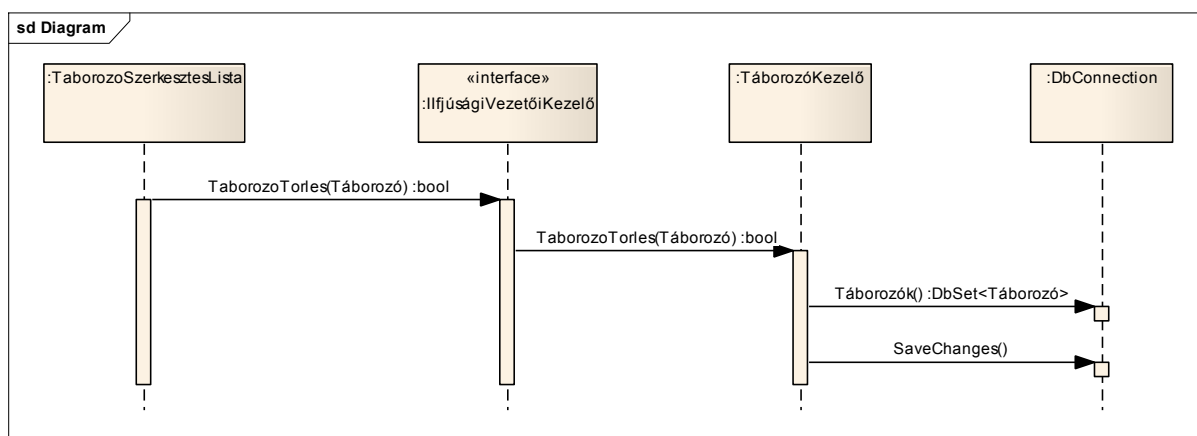 sd Diagram
:TaborozoSzerkesztesLista
«interface»
:IIfjúságiVezetőiKezelő
:TáborozóKezelő
:DbConnection
TaborozoTorles(Táborozó) :bool
TaborozoTorles(Táborozó) :bool
Táborozók() :DbSet<Táborozó>
SaveChanges()